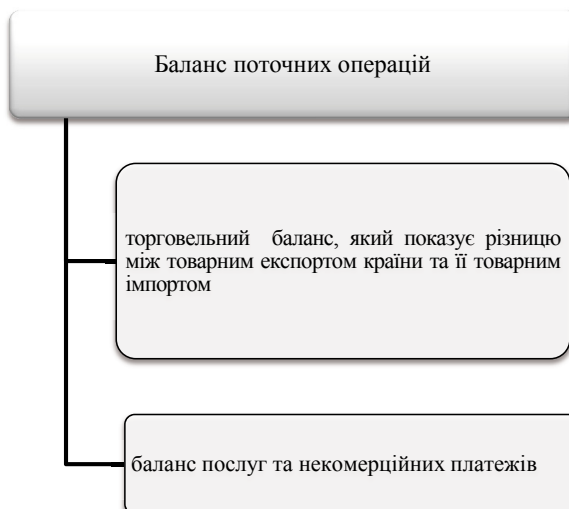 Баланс поточних операцій
торговельний баланс, який показує різницю
між товарним експортом країни та її товарним
імпортом
баланс послуг та некомерційних платежів